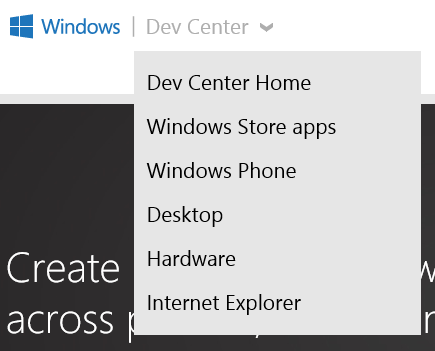 Windows | Dev Center
Dev Center Home
Windows Store apps
Windows Phone
Desktop
Hardware
Internet Explorer
Create
across